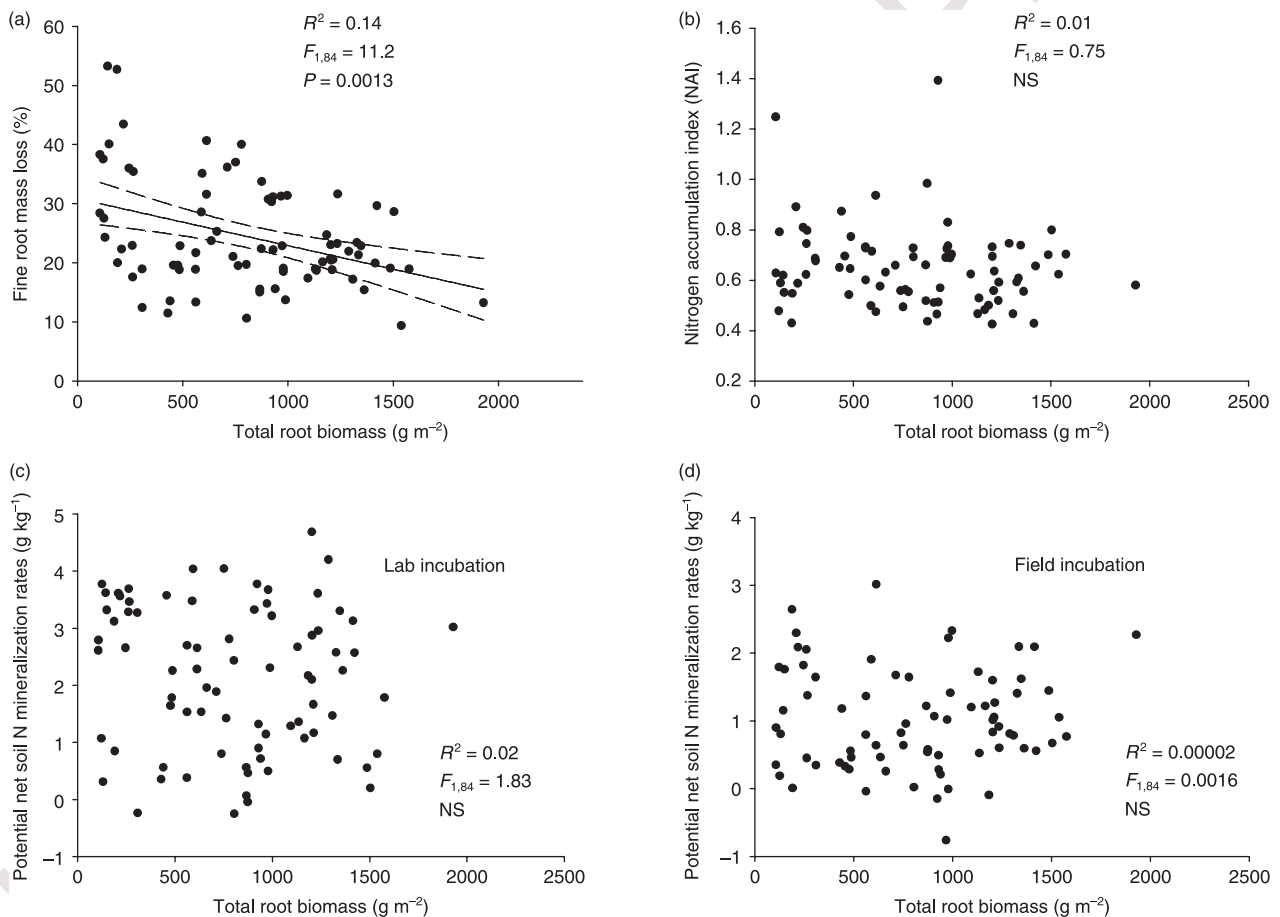 (a)
60
50
40
30
20
10
0
Fine root mass loss (%)
R² = 0.14
F₁,₈₄ = 11.2
P = 0.0013
0 500 1000 1500 2000
Total root biomass (g m⁻²)
(b)
1.6
1.4
1.2
1.0
0.8
0.6
0.4
0.2
Nitrogen accumulation index (NAI)
R² = 0.01
F₁,₈₄ = 0.75
NS
0 500 1000 1500 2000 2500
Total root biomass (g m⁻²)
(c)
5
4
3
2
1
0
−1
Potential net soil N mineralization rates (g kg⁻¹)
Lab incubation
R² = 0.02
F₁,₈₄ = 1.83
NS
0 500 1000 1500 2000 2500
Total root biomass (g m⁻²)
(d)
4
3
2
1
0
−1
Potential net soil N mineralization rates (g kg⁻¹)
Field incubation
R² = 0.00002
F₁,₈₄ = 0.0016
NS
0 500 1000 1500 2000 2500
Total root biomass (g m⁻²)